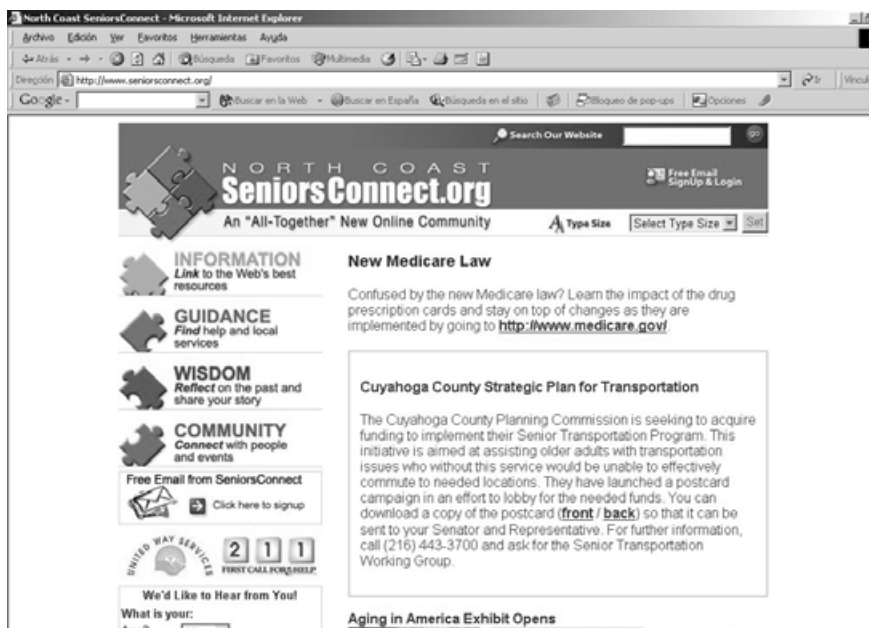 North Coast SeniorsConnect - Microsoft Internet Explorer
Archivo Edición Ver Favoritos Herramientas Ayuda
Atrás Búsqueda Favoritos Multimedia
Dirección http://www.seniorsconnect.org/ Ir Vínculos
Google - Buscar en la Web Buscar en España Búsqueda en el sitio Bloqueo de pop-ups Opciones
Search Our Website go
NORTH COAST
SeniorsConnect.org
Free Email
SignUp & Login
An "All-Together" New Online Community
Type Size Select Type Size Set
INFORMATION
Link to the Web's best
resources
GUIDANCE
Find help and local
services
WISDOM
Reflect on the past and
share your story
COMMUNITY
Connect with people
and events
Free Email from SeniorsConnect
Click here to signup
UNITED WAY SERVICES
2 1 1
FIRST CALL FOR HELP
We'd Like to Hear from You!
What is your:
New Medicare Law
Confused by the new Medicare law? Learn the impact of the drug
prescription cards and stay on top of changes as they are
implemented by going to http://www.medicare.gov/.
Cuyahoga County Strategic Plan for Transportation
The Cuyahoga County Planning Commission is seeking to acquire
funding to implement their Senior Transportation Program. This
initiative is aimed at assisting older adults with transportation
issues who without this service would be unable to effectively
commute to needed locations. They have launched a postcard
campaign in an effort to lobby for the needed funds. You can
download a copy of the postcard (front / back) so that it can be
sent to your Senator and Representative. For further information,
call (216) 443-3700 and ask for the Senior Transportation
Working Group.
Aging in America Exhibit Opens